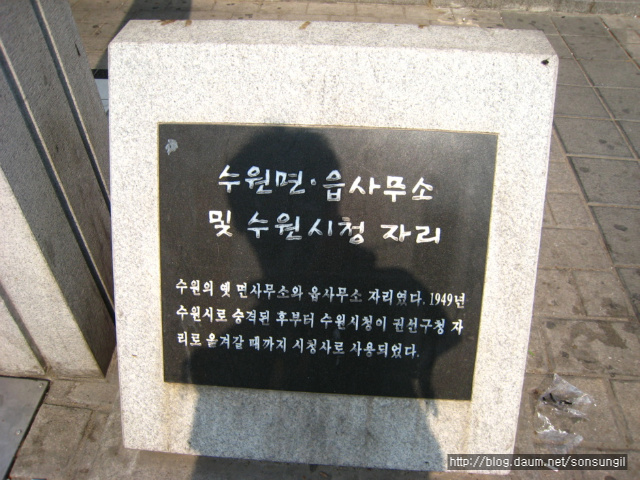 수원면·읍사무소
및 수원시청 자리
수원의 옛 면사무소와 읍사무소 자리였다. 1949년
수원시로 승격된 후부터 수원시청이 권선구청 자
리로 옮겨갈 때까지 시청사로 사용되었다.
http://blog.daum.net/sonsungil